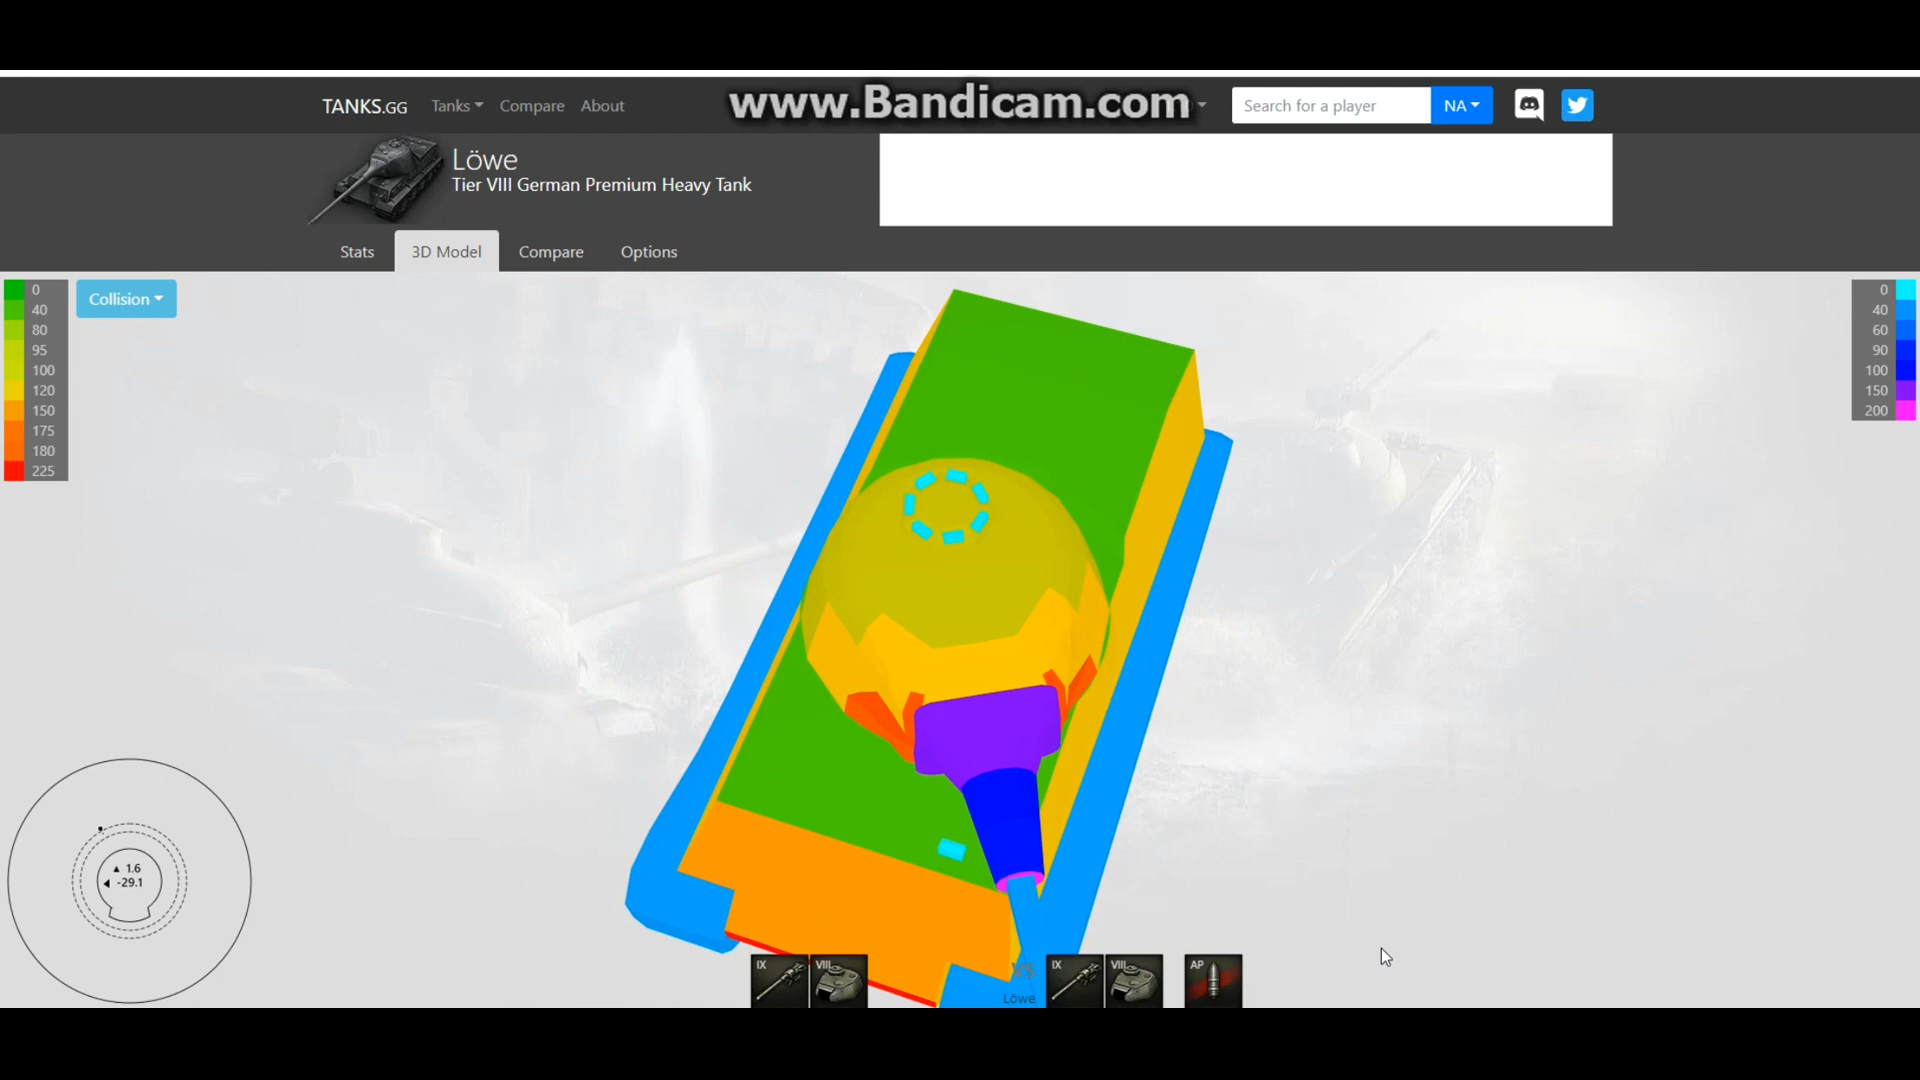 www.Bandicam.com
TANKS.GG Tanks Compare About Search for a player NA
Löwe
Tier VIII German Premium Heavy Tank
Stats 3D Model Compare Options
Collision
0
40
80
95
100
120
150
175
180
225
0
40
60
90
100
150
200
1.6
-29.1
IX VIII VS IX VIII AP
Löwe